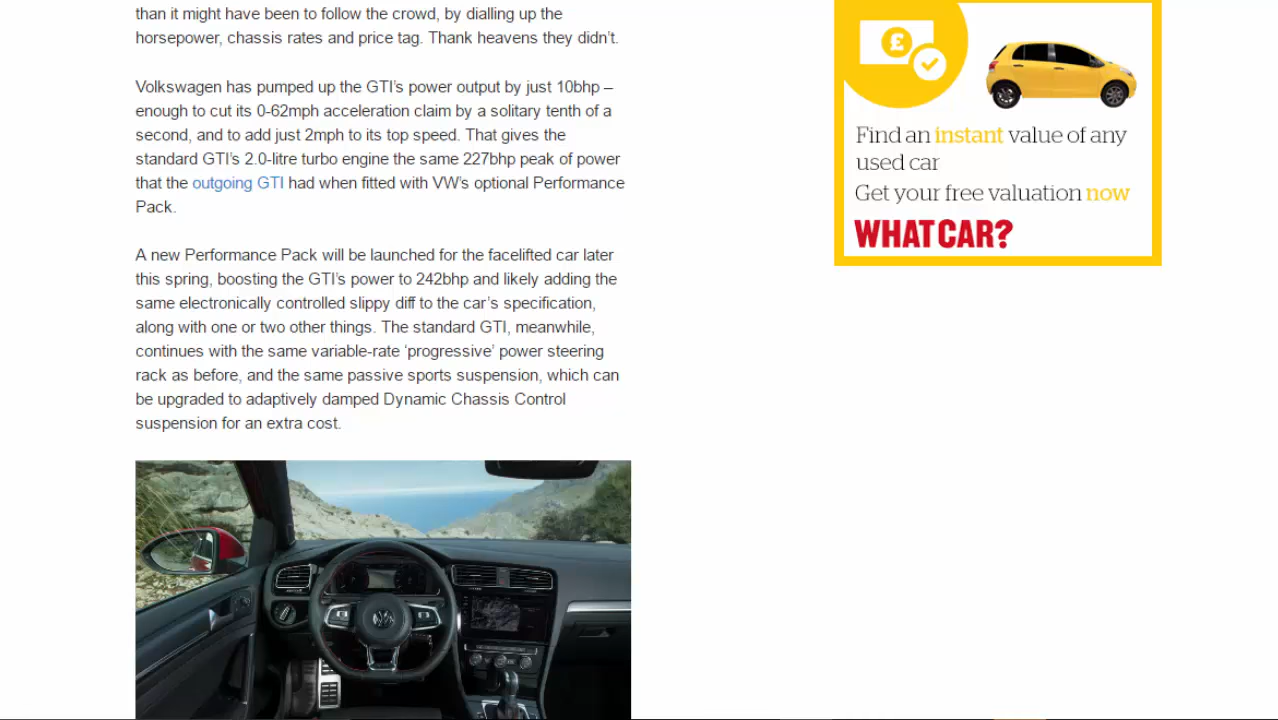 than it might have been to follow the crowd, by dialling up the
horsepower, chassis rates and price tag. Thank heavens they didn’t.
Volkswagen has pumped up the GTI’s power output by just 10bhp –
enough to cut its 0-62mph acceleration claim by a solitary tenth of a
second, and to add just 2mph to its top speed. That gives the
standard GTI’s 2.0-litre turbo engine the same 227bhp peak of power
that the outgoing GTI had when fitted with VW’s optional Performance
Pack.
A new Performance Pack will be launched for the facelifted car later
this spring, boosting the GTI’s power to 242bhp and likely adding the
same electronically controlled slippy diff to the car’s specification,
along with one or two other things. The standard GTI, meanwhile,
continues with the same variable-rate ‘progressive’ power steering
rack as before, and the same passive sports suspension, which can
be upgraded to adaptively damped Dynamic Chassis Control
suspension for an extra cost.
£
Find an instant value of any
used car
Get your free valuation now
WHAT CAR?